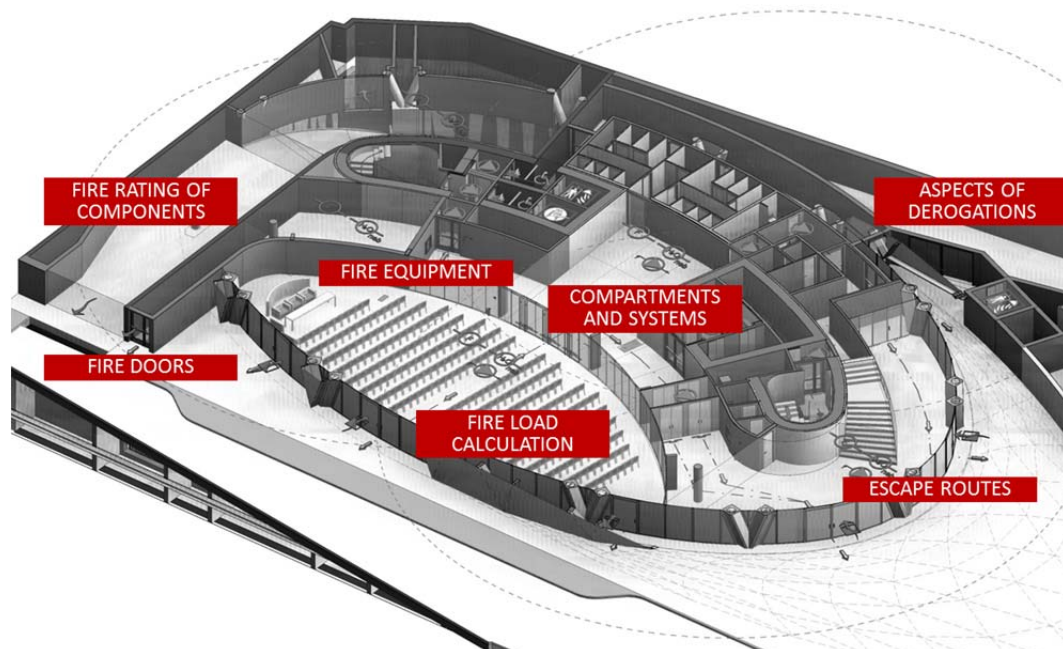 FIRE RATING OF
COMPONENTS
ASPECTS OF
DEROGATIONS
FIRE EQUIPMENT
COMPARTMENTS
AND SYSTEMS
FIRE DOORS
FIRE LOAD
CALCULATION
ESCAPE ROUTES